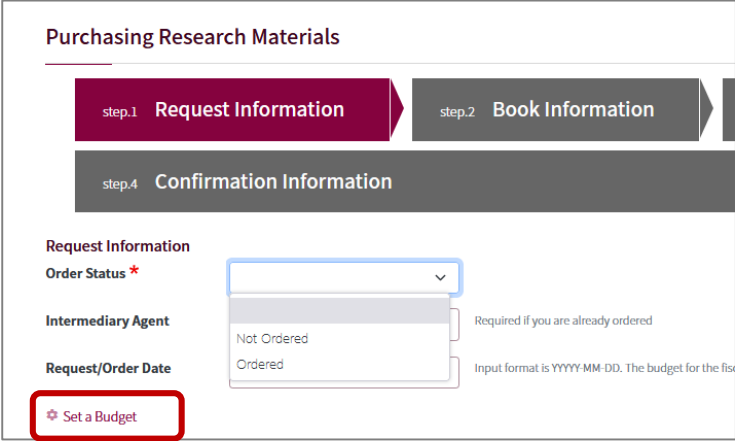 Purchasing Research Materials
step.1 Request Information
step.2 Book Information
step.4 Confirmation Information
Request Information
Order Status *
Intermediary Agent
Required if you are already ordered
Not Ordered
Request/Order Date
Ordered
Input format is YYYY-MM-DD. The budget for the
Set a Budget